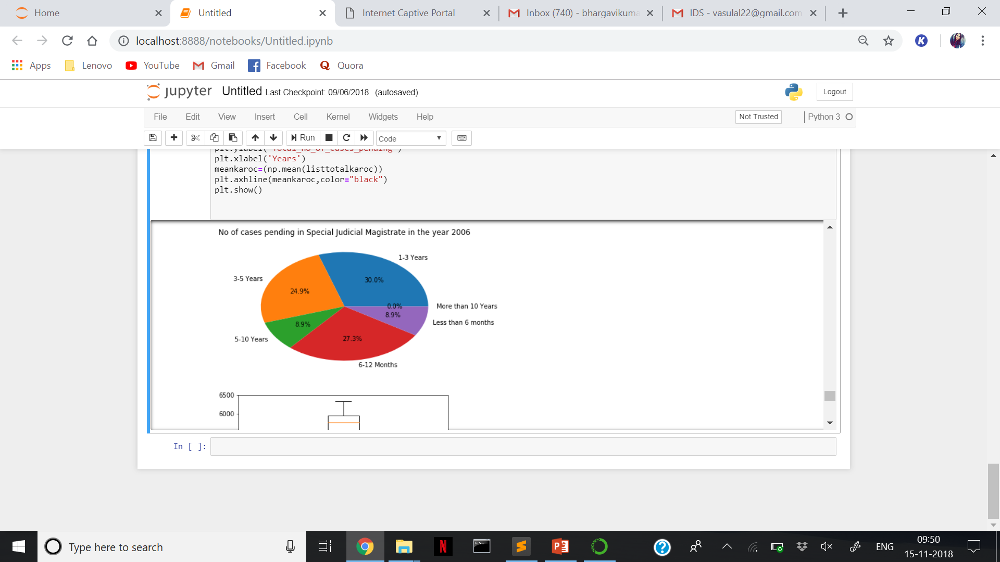 Home
Untitled
Internet Captive Portal
Inbox (740) - bhargavikuma
IDS - vasulal22@gmail.com
localhost:8888/notebooks/Untitled.ipynb
Apps
Lenovo
YouTube
Gmail
Facebook
Quora
jupyter Untitled Last Checkpoint: 09/06/2018 (autosaved)
Logout
File Edit View Insert Cell Kernel Widgets Help
Not Trusted
Python 3
Run
Code
plt.ylabel('Total_no_of_cases_pending')
plt.xlabel('Years')
meankaroc=(np.mean(listtotalkaroc))
plt.axhline(meankaroc,color="black")
plt.show()
No of cases pending in Special Judicial Magistrate in the year 2006
1-3 Years
30.0%
3-5 Years
24.9%
0.0%
More than 10 Years
8.9%
Less than 6 months
8.9%
5-10 Years
27.3%
6-12 Months
6500
6000
In [ ]:
Type here to search
ENG
09:50
15-11-2018